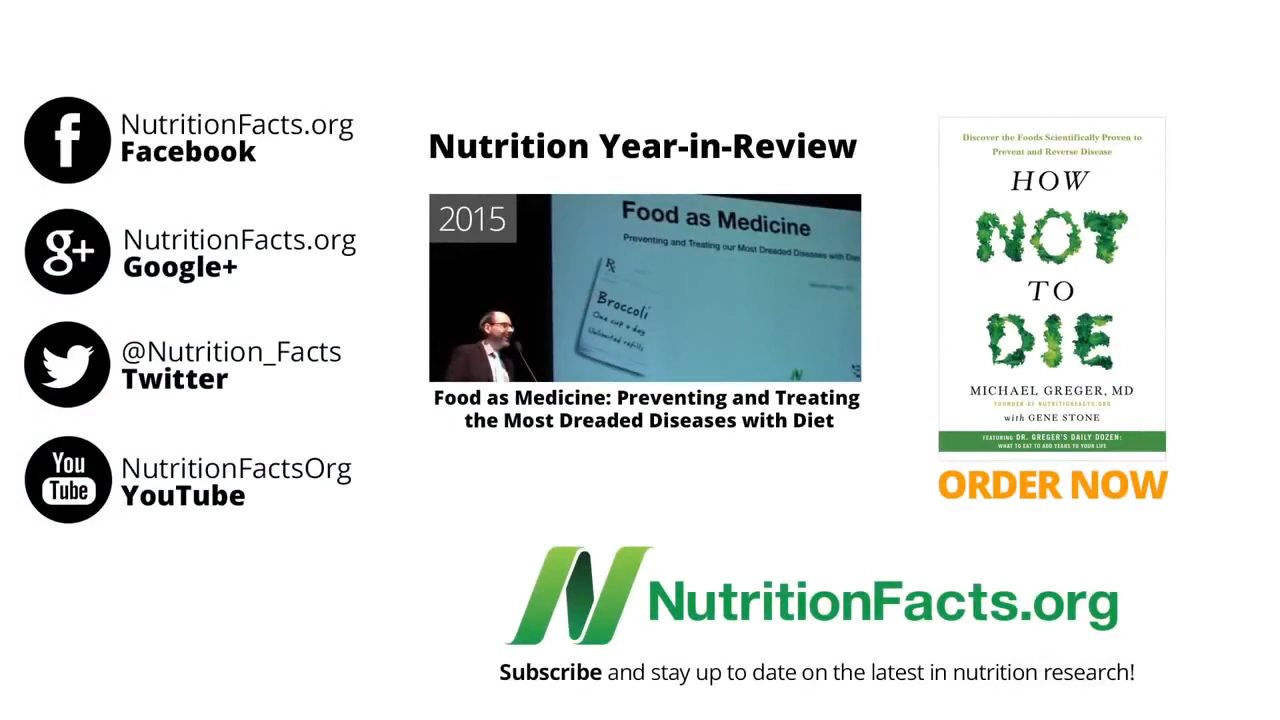 NutritionFacts.org
Facebook
g+
NutritionFacts.org
Google+
@Nutrition_Facts
Twitter
You
Tube
NutritionFactsOrg
YouTube
Nutrition Year-in-Review
2015
Food as Medicine
Preventing and Treating our Most Dreaded Diseases with Diet
Rx
Broccoli
One cup a day
Unlimited refills
Food as Medicine: Preventing and Treating
the Most Dreaded Diseases with Diet
Discover the Foods Scientifically Proven to
Prevent and Reverse Disease
HOW
NOT
TO
DIE
MICHAEL GREGER, MD
FOUNDER OF NUTRITIONFACTS.ORG
with GENE STONE
FEATURING DR. GREGER'S DAILY DOZEN:
WHAT TO EAT TO ADD YEARS TO YOUR LIFE
ORDER NOW
NutritionFacts.org
Subscribe and stay up to date on the latest in nutrition research!